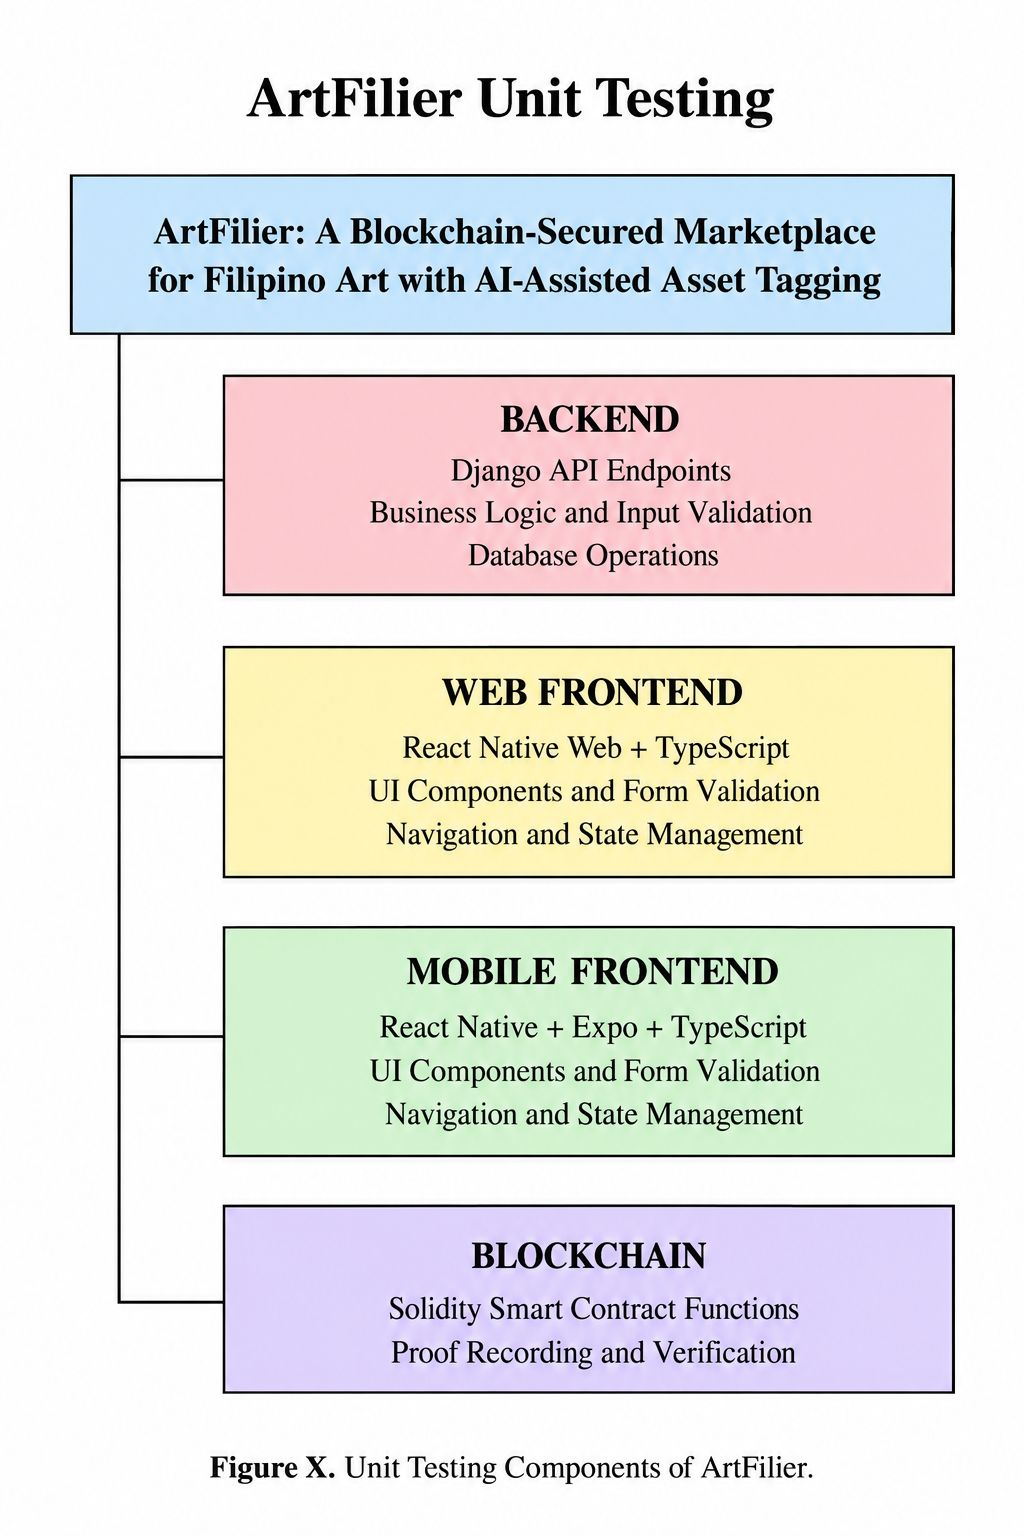 ArtFilier Unit Testing
ArtFilier: A Blockchain-Secured Marketplace
for Filipino Art with AI-Assisted Asset Tagging
BACKEND
Django API Endpoints
Business Logic and Input Validation
Database Operations
WEB FRONTEND
React Native Web + TypeScript
UI Components and Form Validation
Navigation and State Management
MOBILE FRONTEND
React Native + Expo + TypeScript
UI Components and Form Validation
Navigation and State Management
BLOCKCHAIN
Solidity Smart Contract Functions
Proof Recording and Verification
Figure X. Unit Testing Components of ArtFilier.